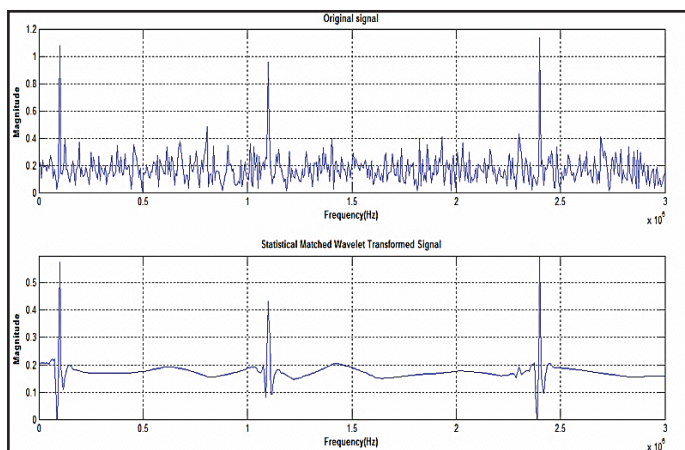 Original signal
Magnitude
1.2
1
0.8
0.6
0.4
0.2
0
0 0.5 1 1.5 2 2.5 3
Frequency(Hz)
x 10
Statistical Matched Wavelet Transformed Signal
Magnitude
0.5
0.4
0.3
0.2
0.1
0
0 0.5 1 1.5 2 2.5 3
Frequency(Hz)
x 10